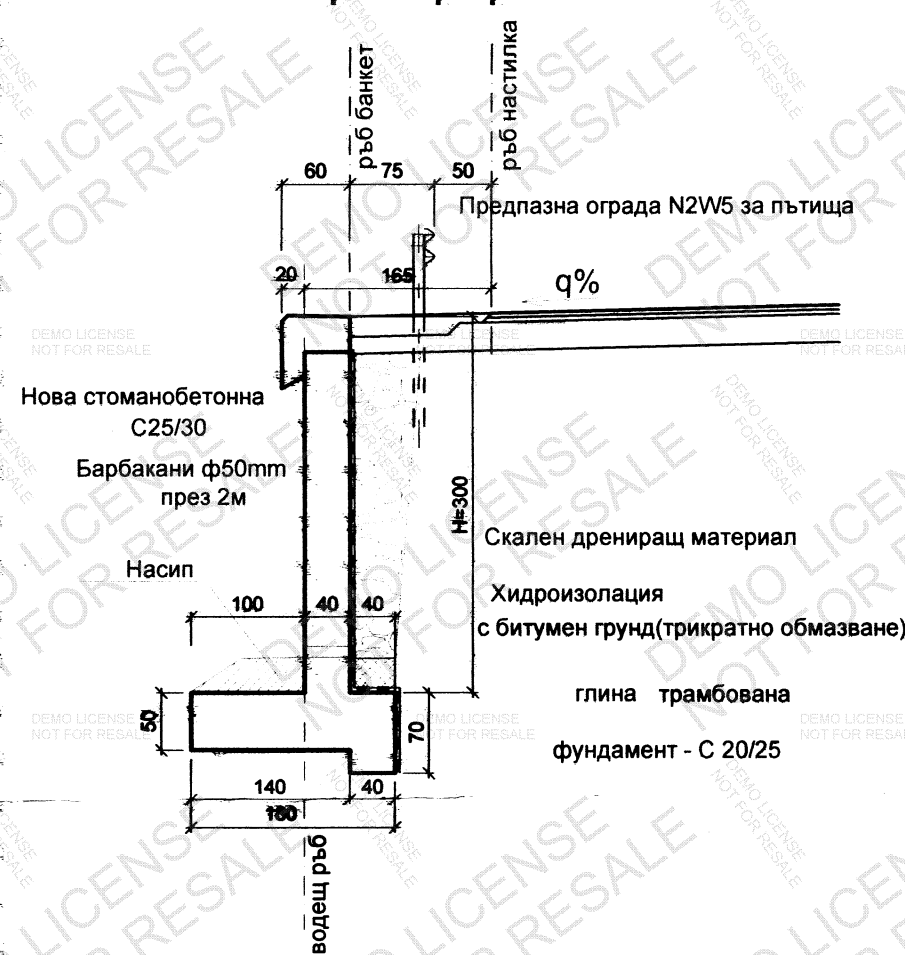 ръб банкет
ръб настилка
60 75 50
Предпазна ограда N2W5 за пътища
20 165
q%
Нова стоманобетонна
C25/30
Барбакани ф50mm
през 2м
H=300
Скален дрениращ материал
Насип
Хидроизолация
100 40 40
с битумен грунд(трикратно обмазване)
глина трамбована
50
70
фундамент - C 20/25
140 40
180
водещ ръб
DEMO LICENSE
NOT FOR RESALE